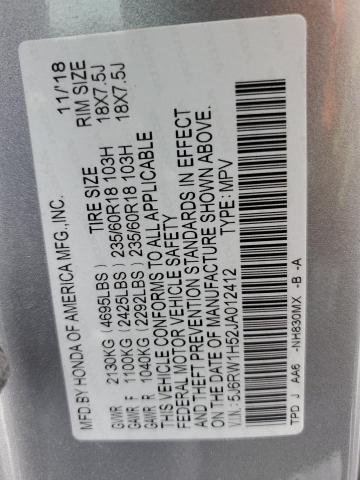 MFD.BY HONDA OF AMERICA MFG.,INC. 11/'18
TIRE SIZE RIM SIZE
GVWR 2130KG (4695LBS)
GAWR F 1100KG (2425LBS) 235/60R18 103H 18X7.5J
GAWR R 1040KG (2292LBS) 235/60R18 103H 18X7.5J
THIS VEHICLE CONFORMS TO ALL APPLICABLE
FEDERAL MOTOR VEHICLE SAFETY
AND THEFT PREVENTION STANDARDS IN EFFECT
ON THE DATE OF MANUFACTURE SHOWN ABOVE.
V.I.N.: 5J6RW1H52JA012412 TYPE: MPV
TPD J AA6 -NH830MX -B -A